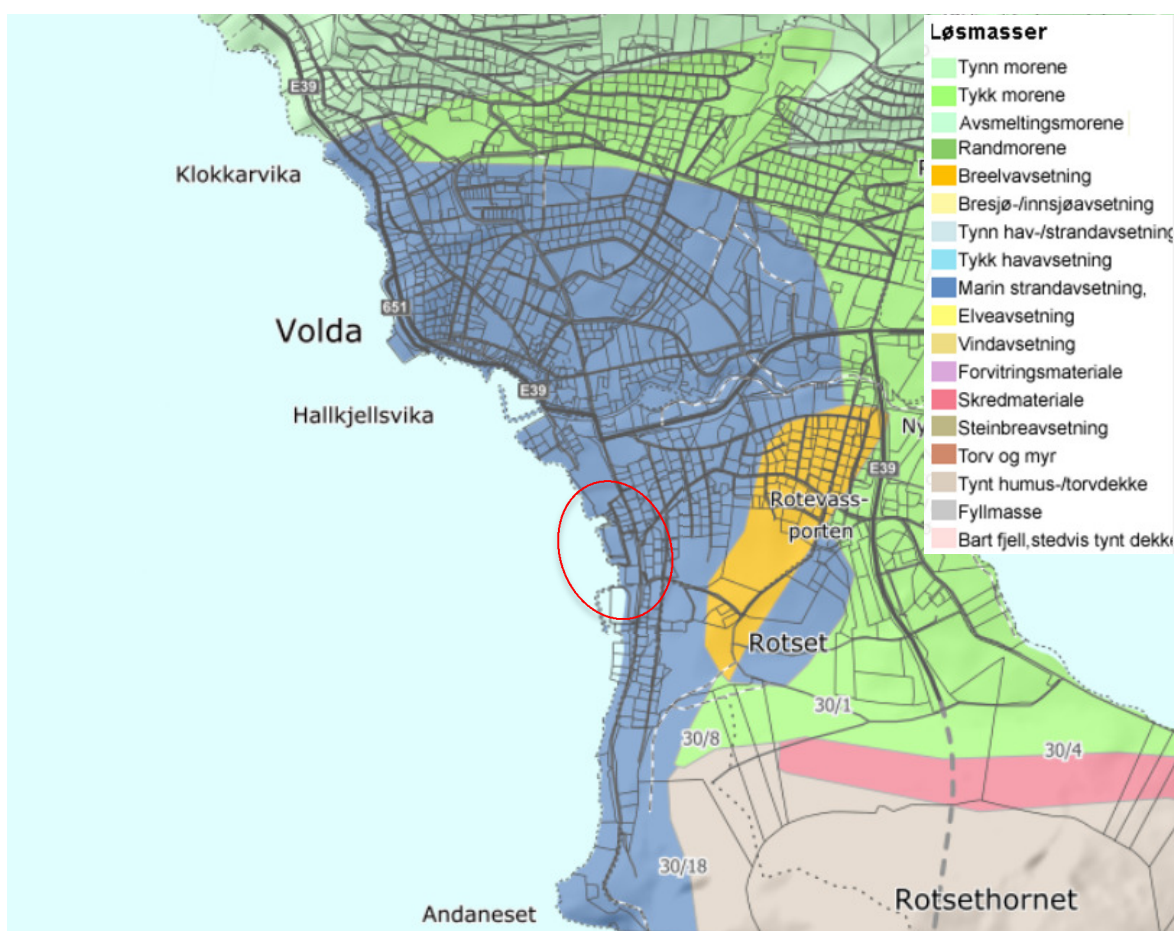 Løsmasser
Tynn morene
Tykk morene
Avsmeltingsmorene
Randmorene
Breelvavsetning
Bresjø-/innsjøavsetning
Tynn hav-/strandavsetning
Tykk havavsetning
Marin strandavsetning,
Elveavsetning
Vindavsetning
Forvitringsmateriale
Skredmateriale
Steinbreavsetning
Torv og myr
Tynt humus-/torvdekke
Fyllmasse
Bart fjell,stedvis tynt dekke
E39
Klokkarvika
651
Volda
E39
Hallkjellsvika
Ny
E39
Rotevass-
porten
Rotset
30/1
30/8
30/4
30/18
Rotsethornet
Andaneset